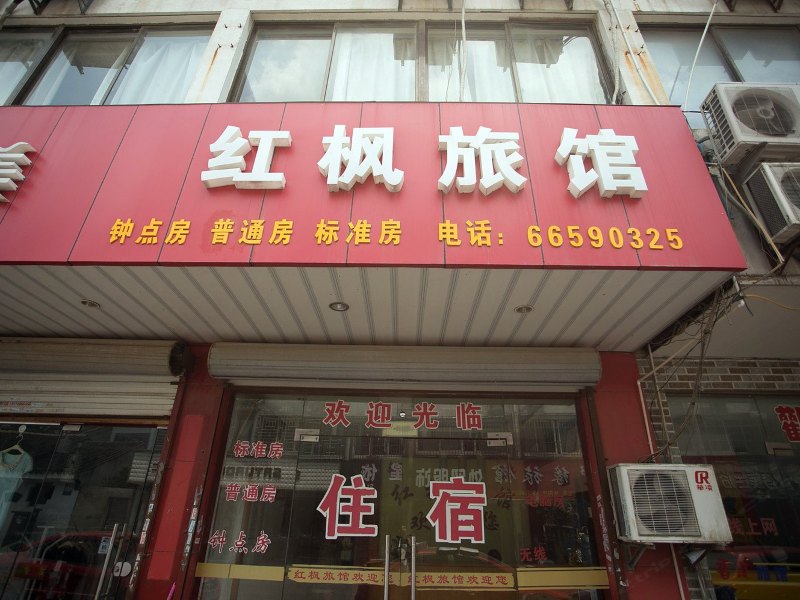 红枫旅馆
钟点房 普通房 标准房 电话：66590325
欢迎光临
标准房
普通房
钟点房
住宿
无线
上网
红枫旅馆欢迎您 红枫旅馆欢迎您